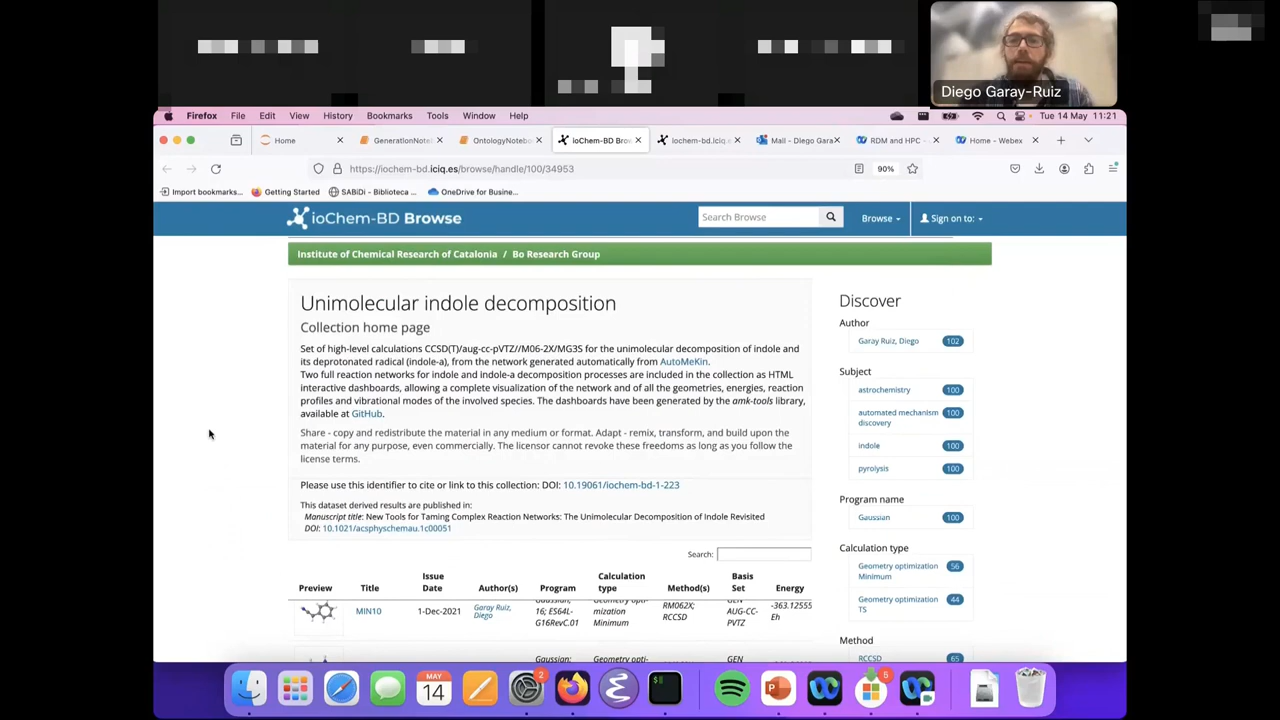 Diego Garay-Ruiz
Firefox File Edit View History Bookmarks Tools Window Help Tue 14 May 11:21
Home GenerationNotel OntologyNotebo ioChem-BD Brow iochem-bd.iciq.e Mail - Diego Gara RDM and HPC - Home - Webex
https://iochem-bd.iciq.es/browse/handle/100/34953 90%
Import bookmarks... Getting Started SABiDi - Biblioteca ... OneDrive for Busine...
ioChem-BD Browse Search Browse Browse Sign on to:
Institute of Chemical Research of Catalonia / Bo Research Group
Unimolecular indole decomposition
Collection home page
Set of high-level calculations CCSD(T)/aug-cc-pVTZ//M06-2X/MG3S for the unimolecular decomposition of indole and
its deprotonated radical (indole-a), from the network generated automatically from AutoMeKin.
Two full reaction networks for indole and indole-a decomposition processes are included in the collection as HTML
interactive dashboards, allowing a complete visualization of the network and of all the geometries, energies, reaction
profiles and vibrational modes of the involved species. The dashboards have been generated by the amk-tools library,
available at GitHub.
Share - copy and redistribute the material in any medium or format. Adapt - remix, transform, and build upon the
material for any purpose, even commercially. The licensor cannot revoke these freedoms as long as you follow the
license terms.
Please use this identifier to cite or link to this collection: DOI: 10.19061/iochem-bd-1-223
This dataset derived results are published in:
Manuscript title: New Tools for Taming Complex Reaction Networks: The Unimolecular Decomposition of Indole Revisited
DOI: 10.1021/acsphyschemau.1c00051
Search:
Preview Title Issue Date Author(s) Program Calculation type Method(s) Basis Set Energy
MIN10 1-Dec-2021 Garay Ruiz, Diego Gaussian; 16; ES64L-G16RevC.01 Geometry opti-mization Minimum RM062X; RCCSD GEN AUG-CC-PVTZ -363.12555 Eh
Gaussian; Geometry opti- GEN
Discover
Author
Garay Ruiz, Diego 102
Subject
astrochemistry 100
automated mechanism discovery 100
indole 100
pyrolysis 100
Program name
Gaussian 100
Calculation type
Geometry optimization Minimum 56
Geometry optimization TS 44
Method
RCCSD 65
MAY
14
2
6